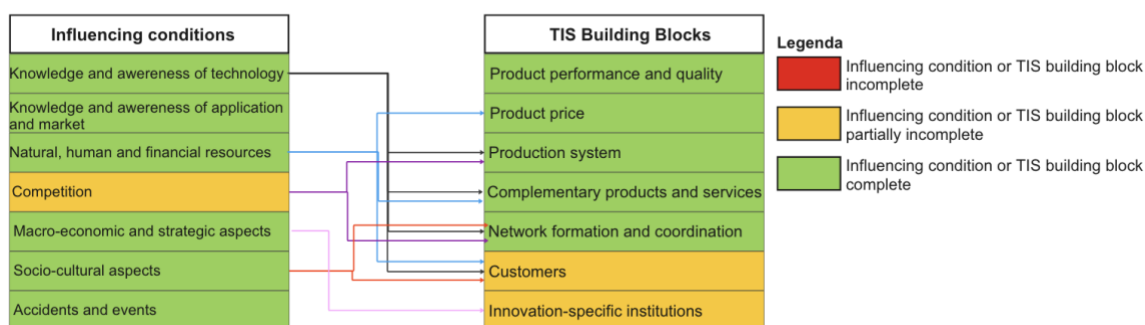 Influencing conditions
Knowledge and awereness of technology
Knowledge and awareness of application
and market
Natural, human and financial resources
Competition
Macro-economic and strategic aspects
Socio-cultural aspects
Accidents and events
TIS Building Blocks
Product performance and quality
Product price
Production system
Complementary products and services
Network formation and coordination
Customers
Innovation-specific institutions
Legenda
Influencing condition or TIS building block
incomplete
Influencing condition or TIS building block
partially incomplete
Influencing condition or TIS building block
complete